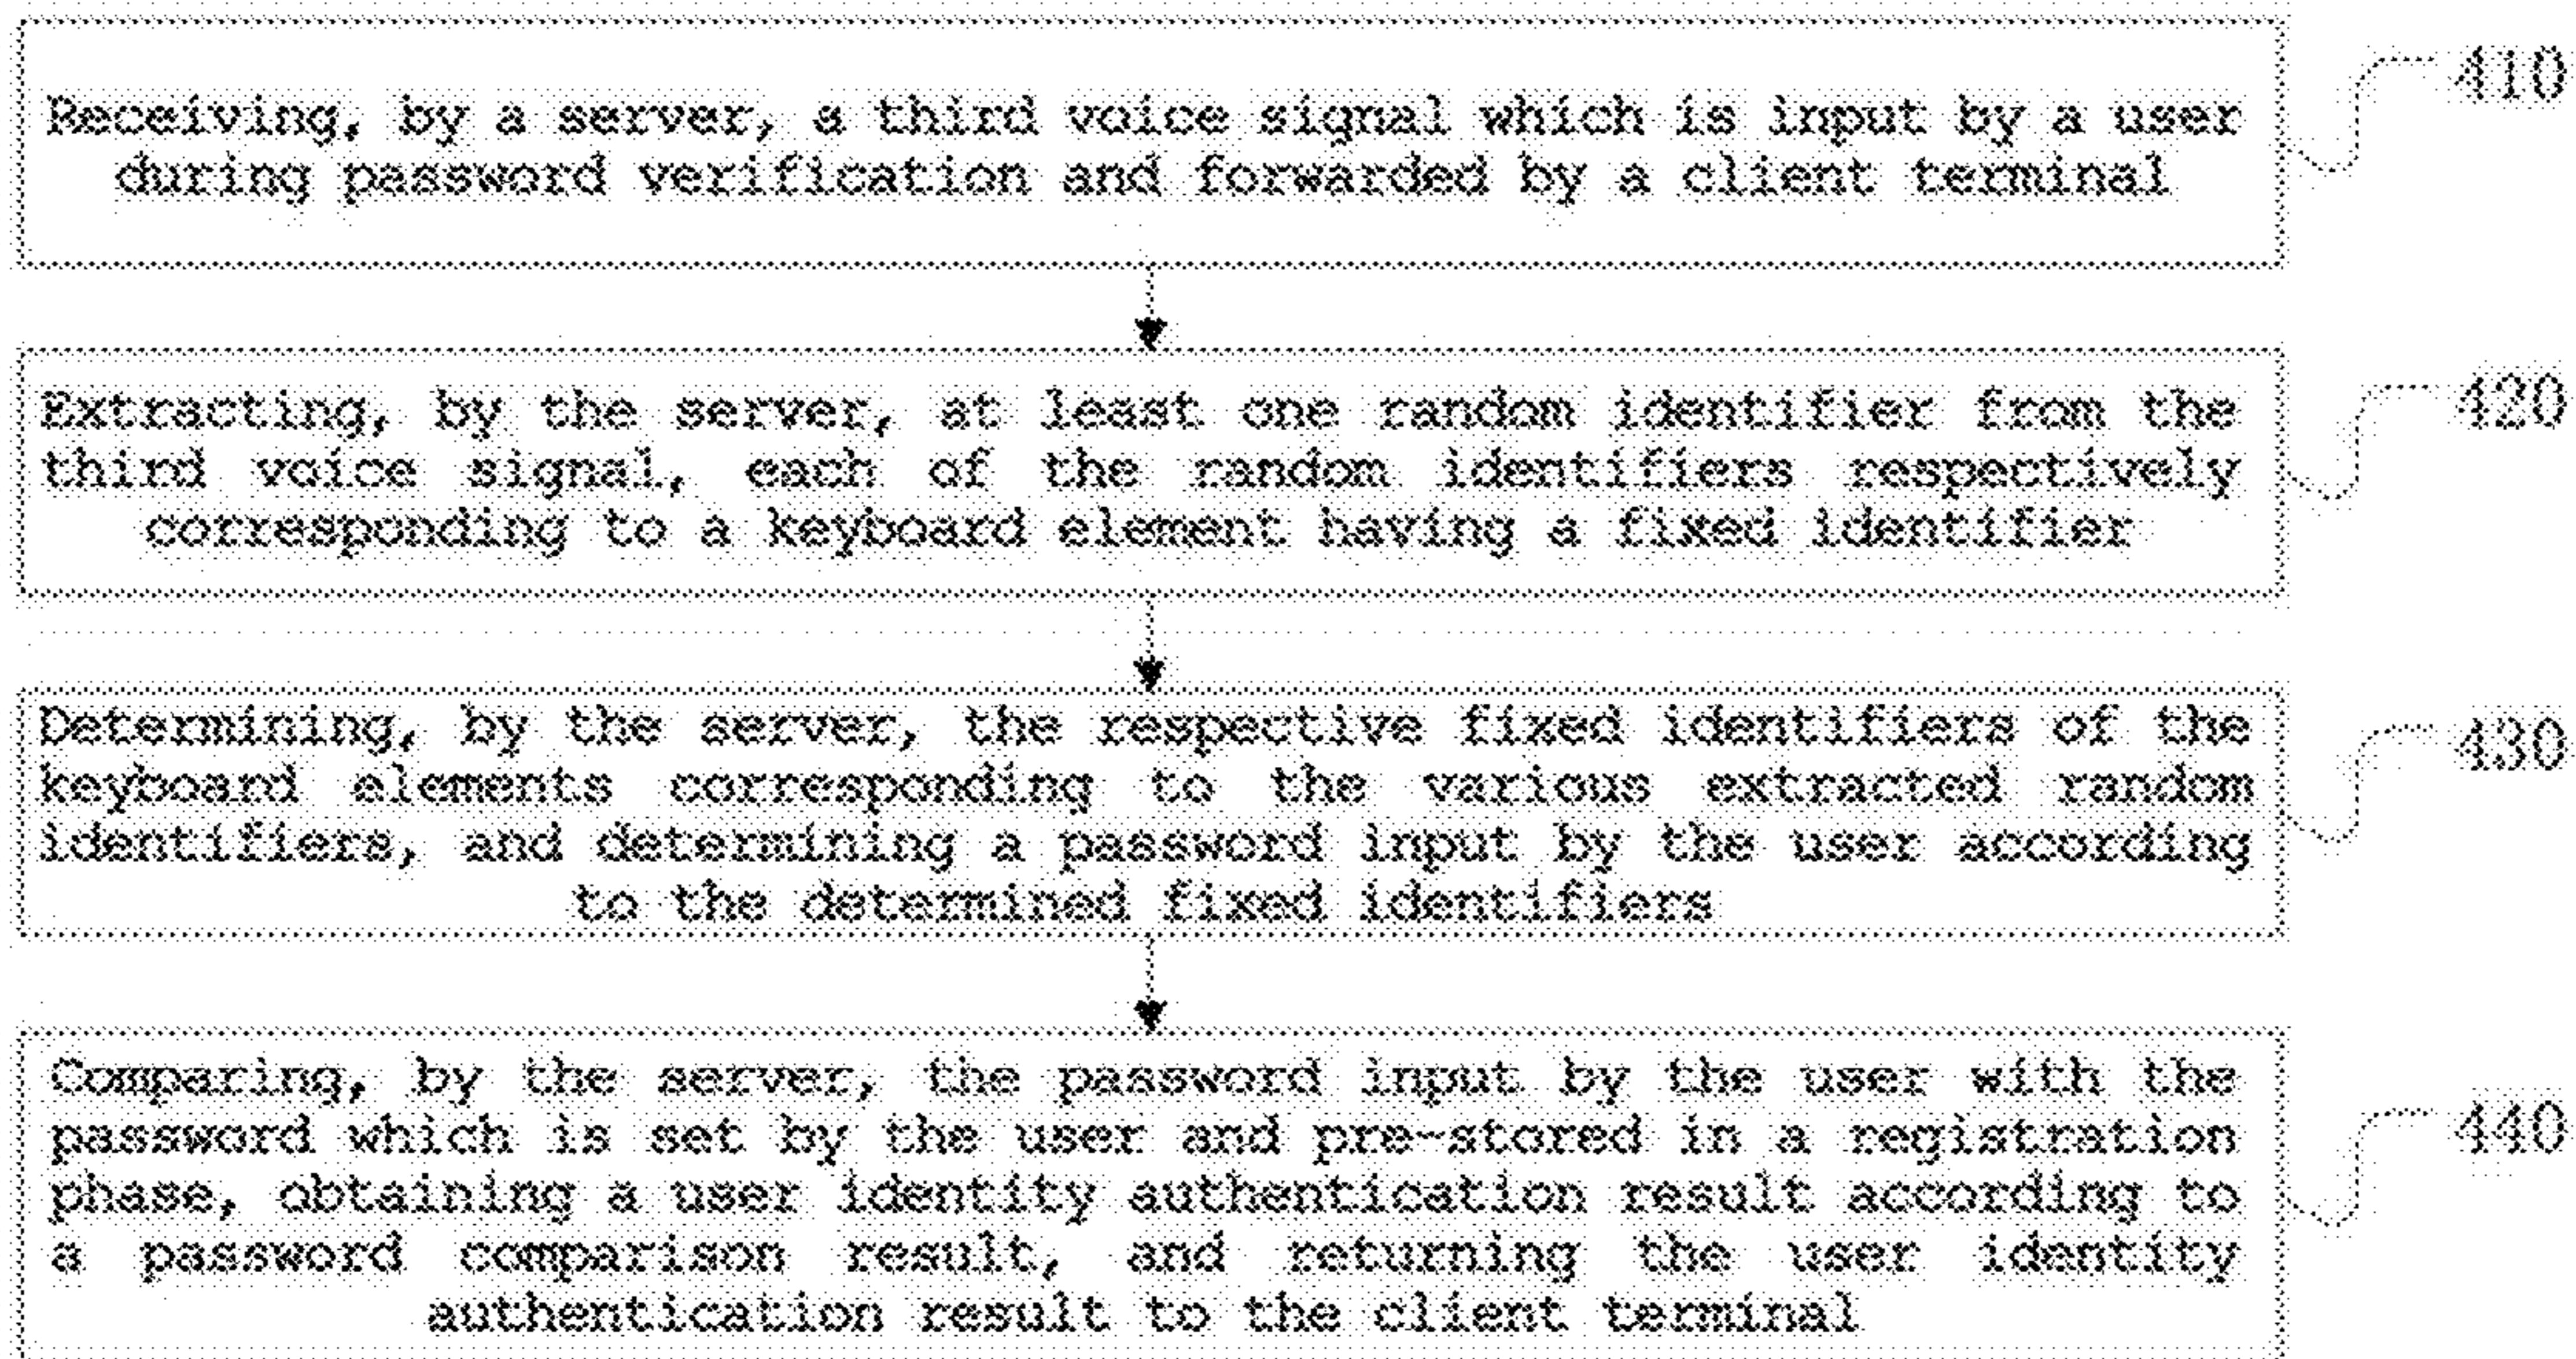 Receiving, by a server, a third voice signal which is input by a user
during password verification and forwarded by a client terminal
410
Extracting, by the server, at least one random identifier from the
third voice signal, each of the random identifiers respectively
corresponding to a keyboard element having a fixed identifier
420
Determining, by the server, the respective fixed identifiers of the
keyboard elements corresponding to the various extracted random
identifiers, and determining a password input by the user according
to the determined fixed identifiers
430
Comparing, by the server, the password input by the user with the
password which is set by the user and pre-stored in a registration
phase, obtaining a user identity authentication result according to
a password comparison result, and returning the user identity
authentication result to the client terminal
440